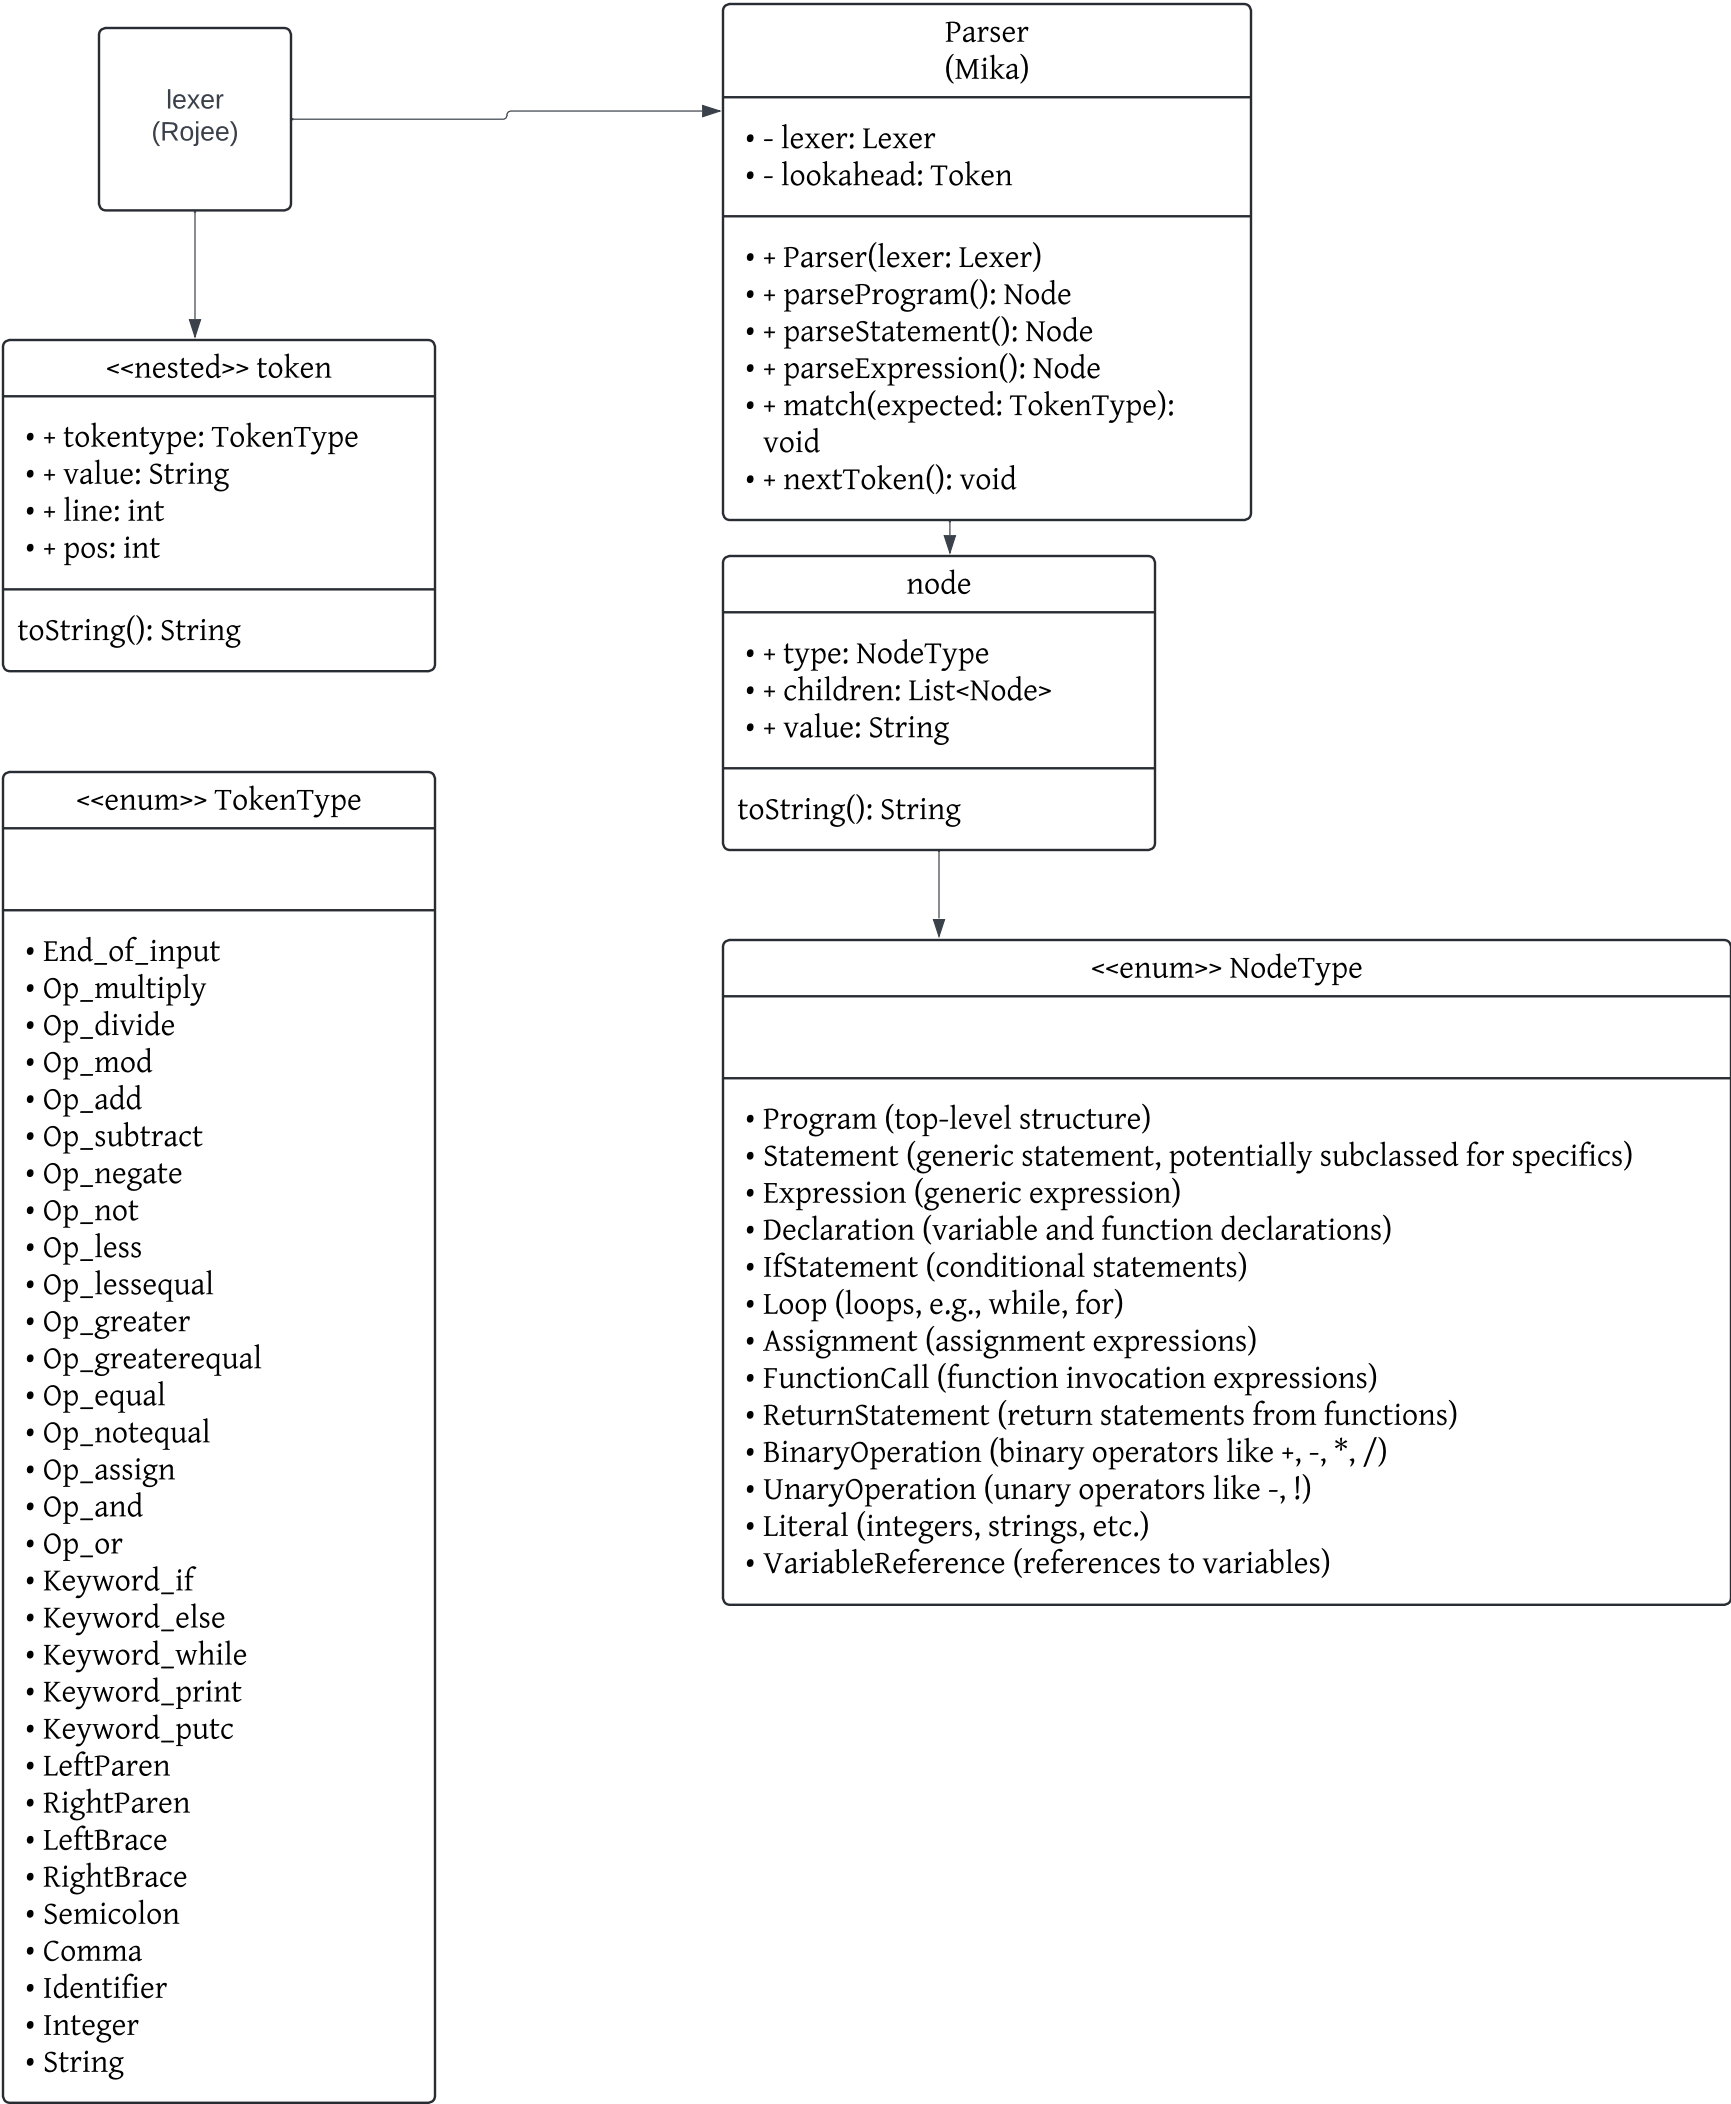 lexer
(Rojee)
Parser
(Mika)
• - lexer: Lexer
• - lookahead: Token
• + Parser(lexer: Lexer)
• + parseProgram(): Node
• + parseStatement(): Node
• + parseExpression(): Node
• + match(expected: TokenType):
void
• + nextToken(): void
<<nested>> token
• + tokentype: TokenType
• + value: String
• + line: int
• + pos: int
toString(): String
node
• + type: NodeType
• + children: List<Node>
• + value: String
toString(): String
<<enum>> TokenType
• End_of_input
• Op_multiply
• Op_divide
• Op_mod
• Op_add
• Op_subtract
• Op_negate
• Op_not
• Op_less
• Op_lessequal
• Op_greater
• Op_greaterequal
• Op_equal
• Op_notequal
• Op_assign
• Op_and
• Op_or
• Keyword_if
• Keyword_else
• Keyword_while
• Keyword_print
• Keyword_putc
• LeftParen
• RightParen
• LeftBrace
• RightBrace
• Semicolon
• Comma
• Identifier
• Integer
• String
<<enum>> NodeType
• Program (top-level structure)
• Statement (generic statement, potentially subclassed for specifics)
• Expression (generic expression)
• Declaration (variable and function declarations)
• IfStatement (conditional statements)
• Loop (loops, e.g., while, for)
• Assignment (assignment expressions)
• FunctionCall (function invocation expressions)
• ReturnStatement (return statements from functions)
• BinaryOperation (binary operators like +, -, *, /)
• UnaryOperation (unary operators like -, !)
• Literal (integers, strings, etc.)
• VariableReference (references to variables)